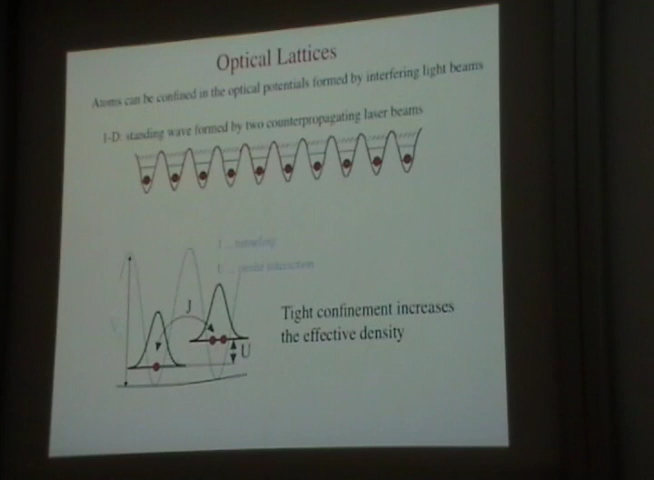 Optical Lattices
Atoms can be confined in the optical potentials formed by interfering light beams
1-D: standing wave formed by two counterpropagating laser beams
J ... tunneling
U ... onsite interaction
J
Tight confinement increases
the effective density
U